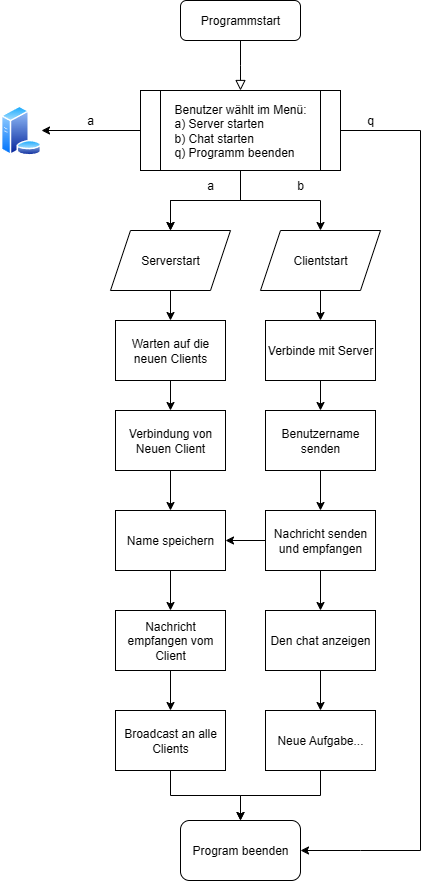 Programmstart
Benutzer wählt im Menü:
a) Server starten
b) Chat starten
q) Programm beenden
a
q
a
b
Serverstart
Clientstart
Warten auf die
neuen Clients
Verbinde mit Server
Verbindung von
Neuen Client
Benutzername
senden
Name speichern
Nachricht senden
und empfangen
Nachricht
empfangen vom
Client
Den chat anzeigen
Broadcast an alle
Clients
Neue Aufgabe...
Program beenden